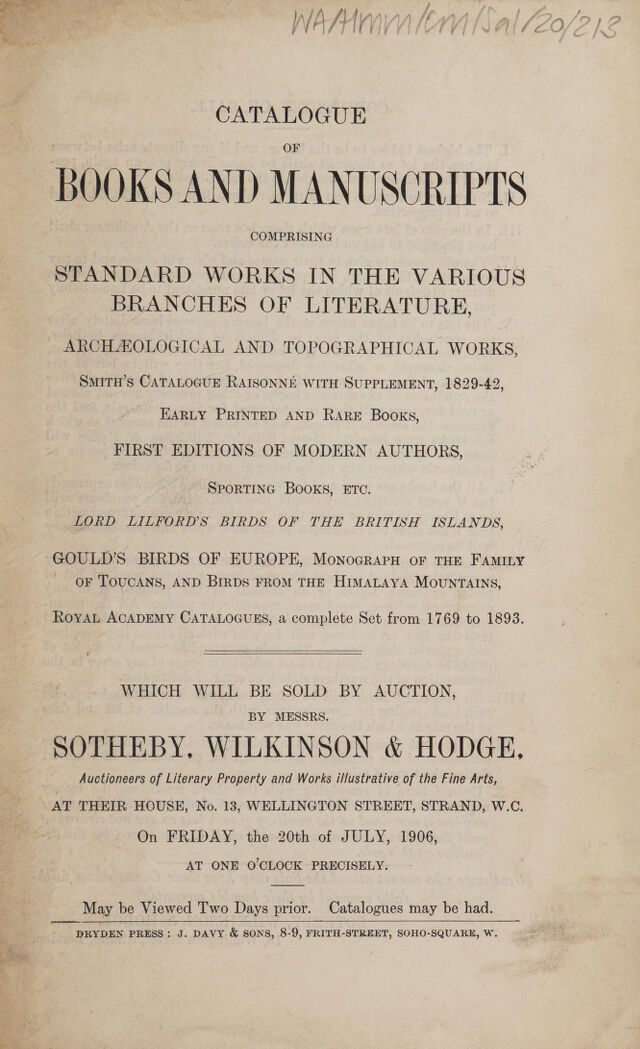 WA/HMM/CM/Sal/20/213
CATALOGUE
OF
BOOKS AND MANUSCRIPTS
COMPRISING
STANDARD WORKS IN THE VARIOUS
BRANCHES OF LITERATURE,
ARCHÆOLOGICAL AND TOPOGRAPHICAL WORKS,
SMITH'S CATALOGUE RAISONNÉ WITH SUPPLEMENT, 1829-42,
EARLY PRINTED AND RARE BOOKS,
FIRST EDITIONS OF MODERN AUTHORS,
SPORTING BOOKS, ETC.
LORD LILFORD'S BIRDS OF THE BRITISH ISLANDS,
GOULD'S BIRDS OF EUROPE, MONOGRAPH OF THE FAMILY
OF TOUCANS, AND BIRDS FROM THE HIMALAYA MOUNTAINS,
ROYAL ACADEMY CATALOGUES, a complete Set from 1769 to 1893.
WHICH WILL BE SOLD BY AUCTION,
BY MESSRS.
SOTHEBY, WILKINSON & HODGE,
Auctioneers of Literary Property and Works illustrative of the Fine Arts,
AT THEIR HOUSE, No. 13, WELLINGTON STREET, STRAND, W.C.
On FRIDAY, the 20th of JULY, 1906,
AT ONE O'CLOCK PRECISELY.
May be Viewed Two Days prior. Catalogues may be had.
DRYDEN PRESS: J. DAVY & SONS, 8-9, FRITH-STREET, SOHO-SQUARE, W.